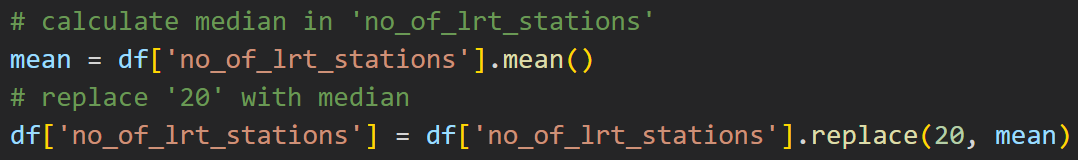 # calculate median in 'no_of_lrt_stations'
mean = df['no_of_lrt_stations'].mean()
# replace '20' with median
df['no_of_lrt_stations'] = df['no_of_lrt_stations'].replace(20, mean)